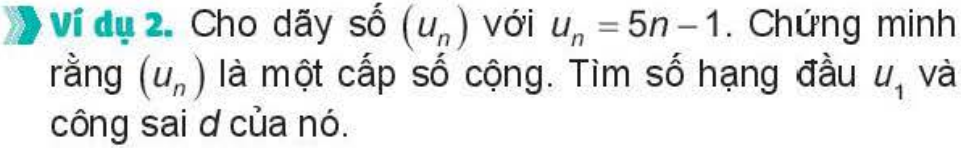 Ví dụ 2. Cho dãy số (uₙ) với uₙ = 5n – 1. Chứng minh
rằng (uₙ) là một cấp số cộng. Tìm số hạng đầu u₁ và
công sai d của nó.